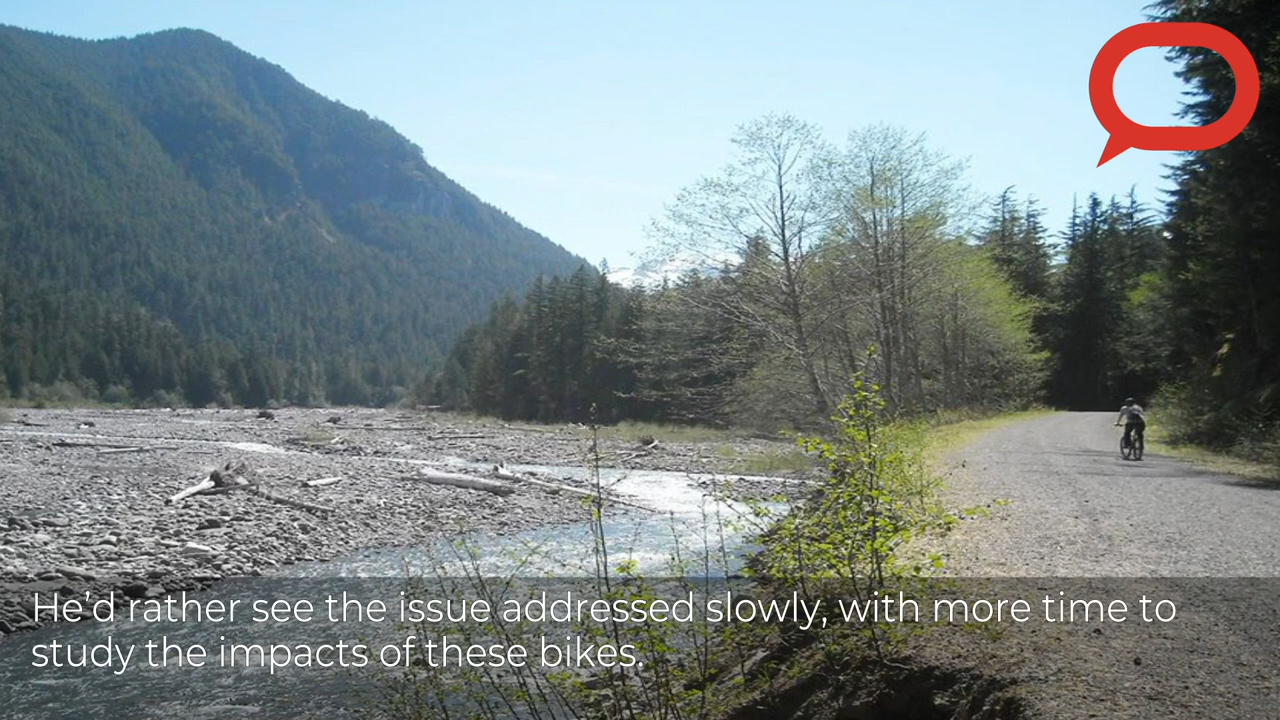 He’d rather see the issue addressed slowly, with more time to
study the impacts of these bikes.